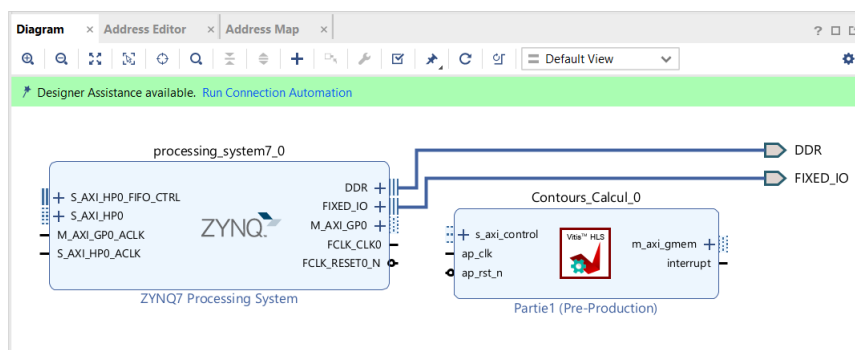 Diagram × Address Editor × Address Map × ?
Default View
Designer Assistance available. Run Connection Automation
processing_system7_0
S_AXI_HP0_FIFO_CTRL
S_AXI_HP0
M_AXI_GP0_ACLK
S_AXI_HP0_ACLK
ZYNQ
DDR
FIXED_IO
M_AXI_GP0
FCLK_CLK0
FCLK_RESET0_N
ZYNQ7 Processing System
DDR
FIXED_IO
Contours_Calcul_0
s_axi_control
ap_clk
ap_rst_n
Vitis™ HLS
m_axi_gmem
interrupt
Partie1 (Pre-Production)